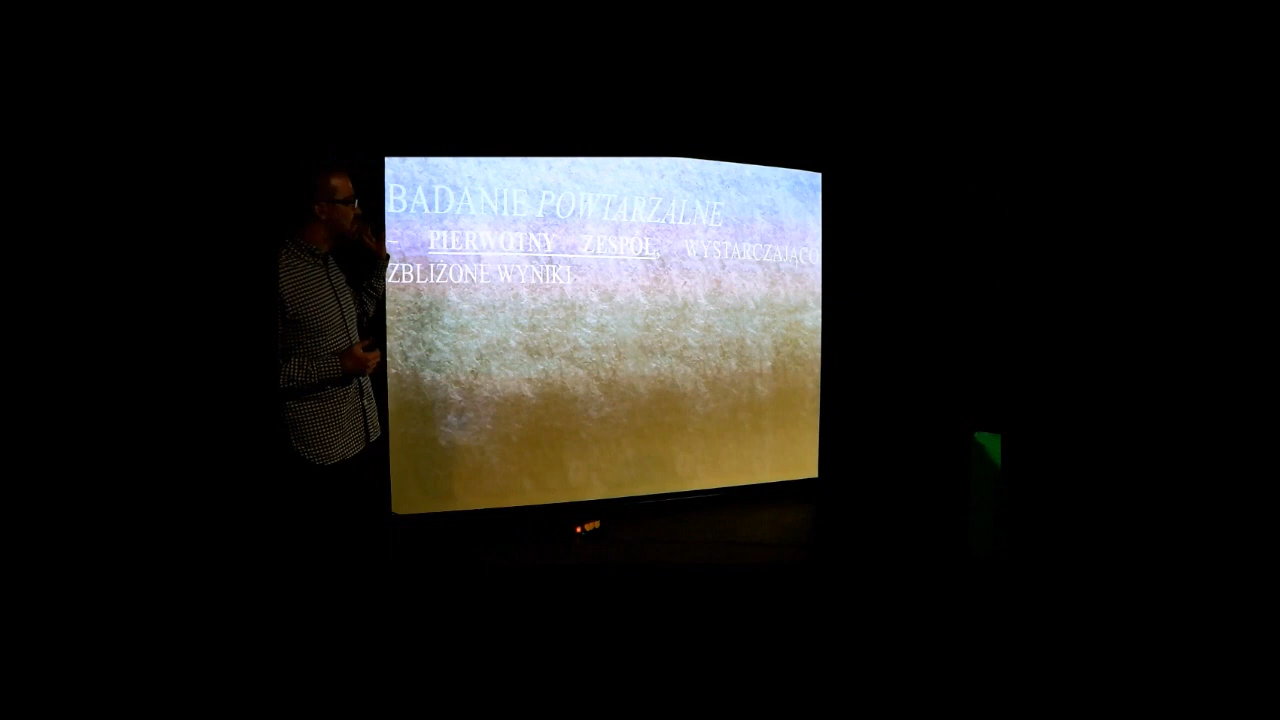 BADANIE POWTARZALNE
– PIERWOTNY ZESPÓŁ, WYSTARCZAJĄCO
ZBLIŻONE WYNIKI